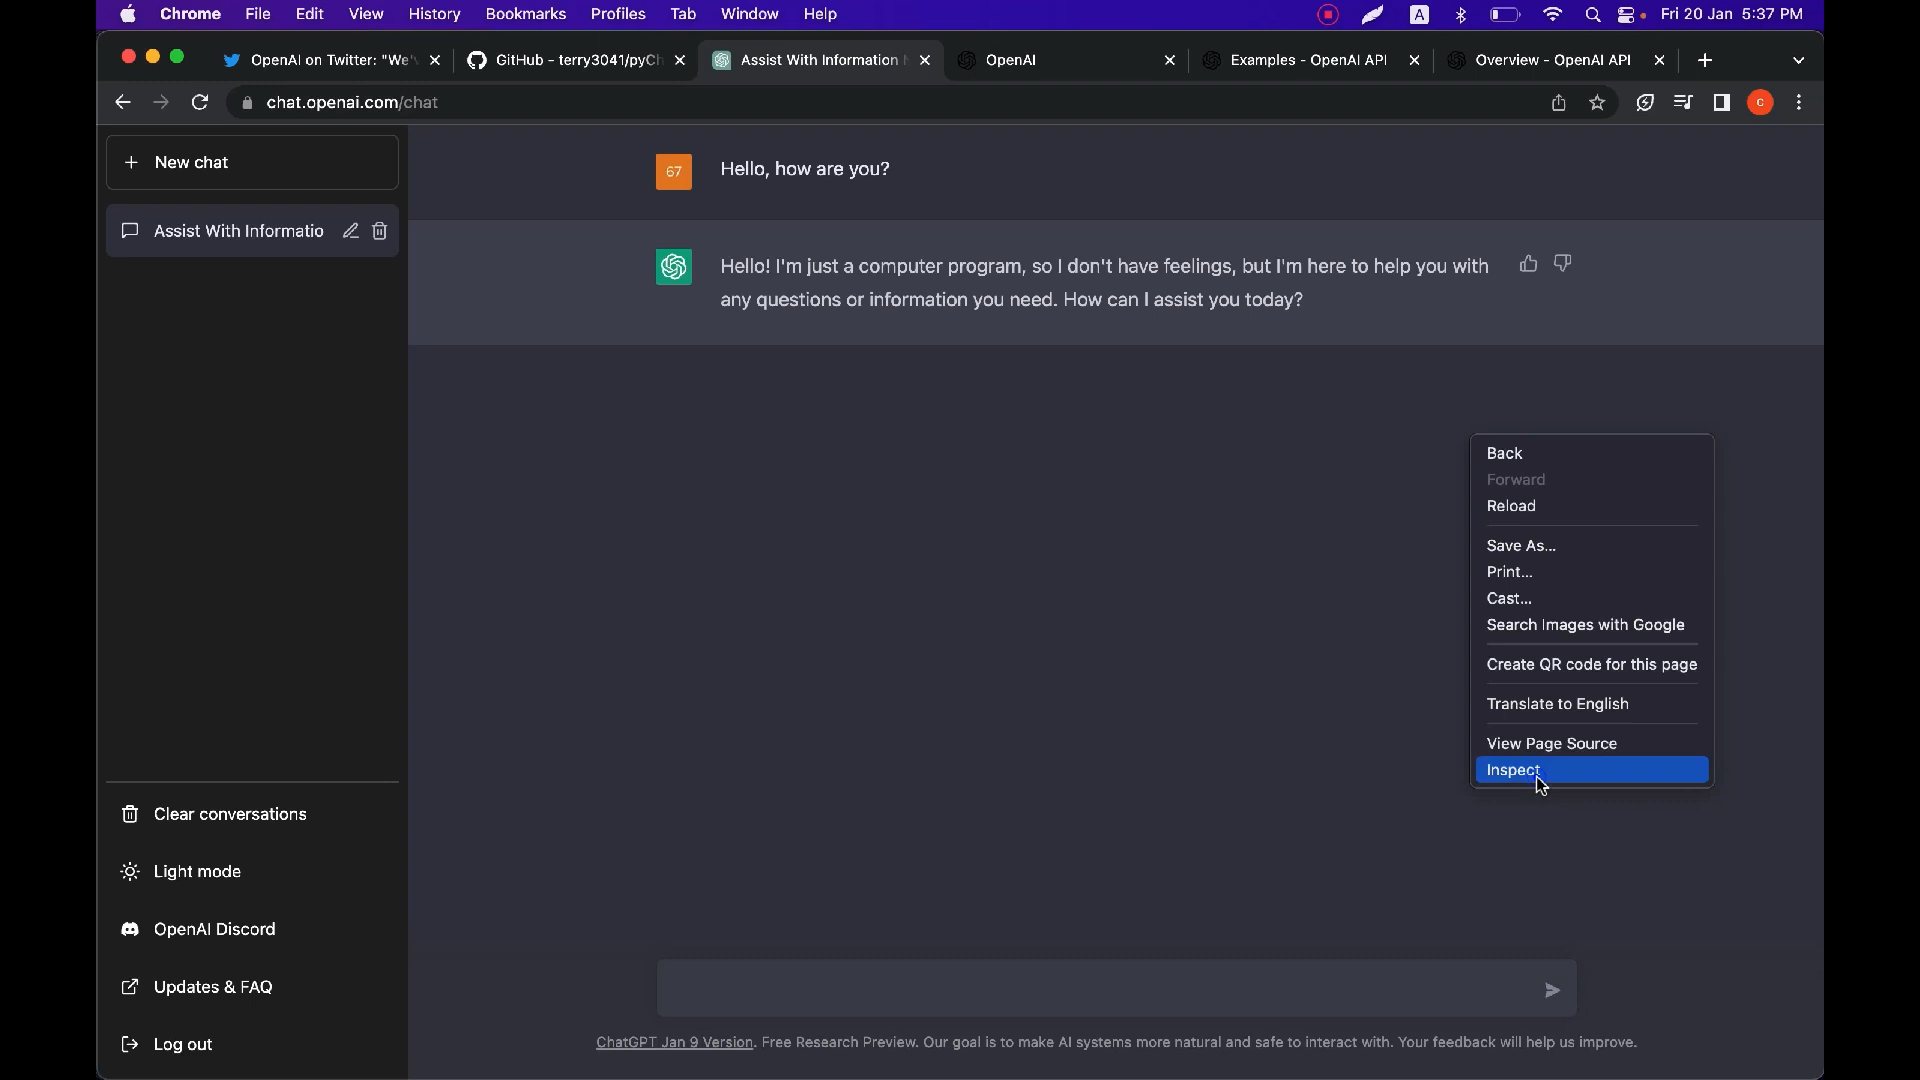 Chrome File Edit View History Bookmarks Profiles Tab Window Help A Fri 20 Jan 5:37 PM
OpenAI on Twitter: "We'v GitHub - terry3041/pyCh Assist With Information OpenAI Examples - OpenAI API Overview - OpenAI API
chat.openai.com/chat C
New chat
Assist With Informatio
67 Hello, how are you?
Hello! I'm just a computer program, so I don't have feelings, but I'm here to help you with
any questions or information you need. How can I assist you today?
Back
Forward
Reload
Save As...
Print...
Cast...
Search Images with Google
Create QR code for this page
Translate to English
View Page Source
Inspect
Clear conversations
Light mode
OpenAI Discord
Updates & FAQ
Log out
ChatGPT Jan 9 Version. Free Research Preview. Our goal is to make AI systems more natural and safe to interact with. Your feedback will help us improve.